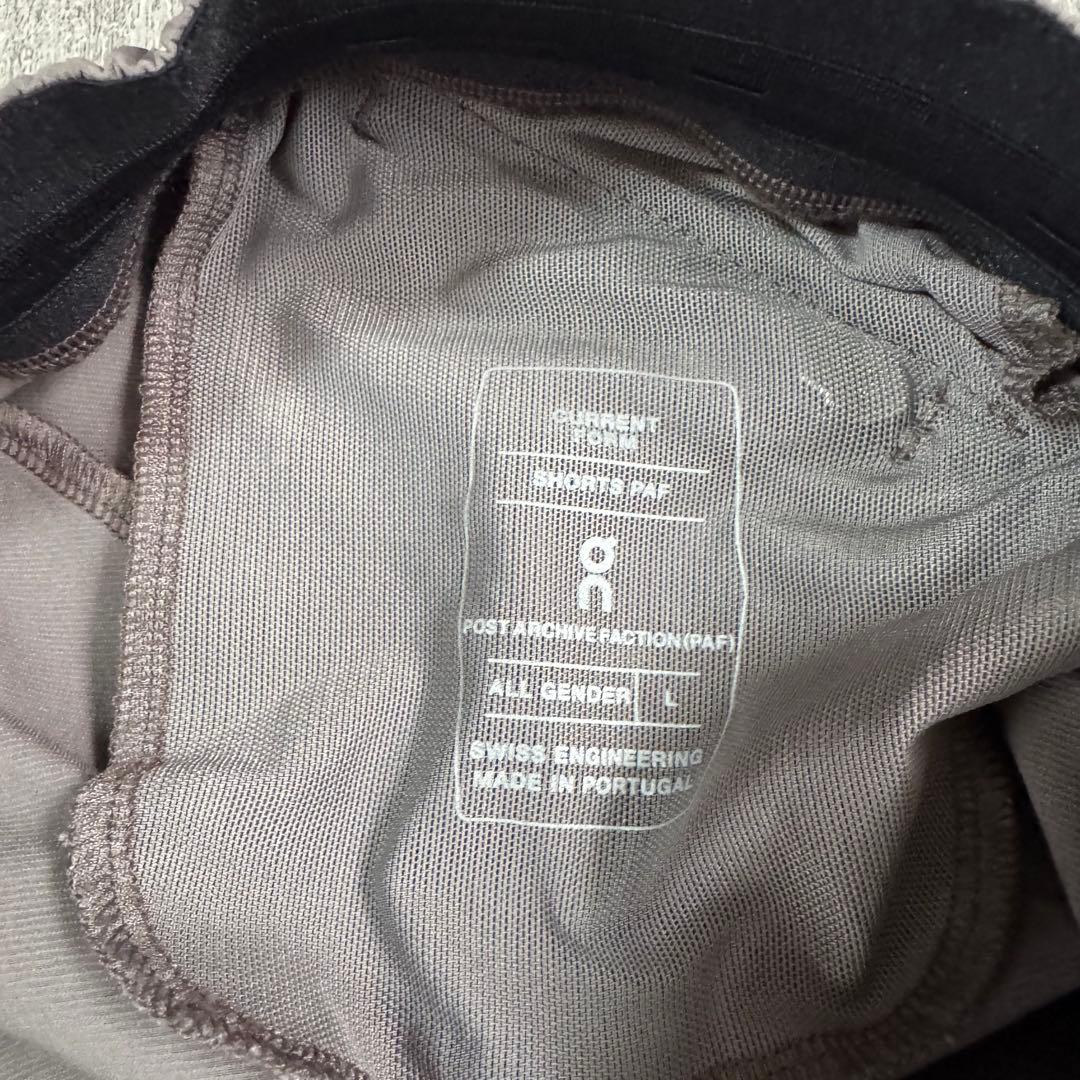 CURRENT
FORM
SHORTS PAF
on
POST ARCHIVE FACTION (PAF)
ALL GENDER L
SWISS ENGINEERING
MADE IN PORTUGAL